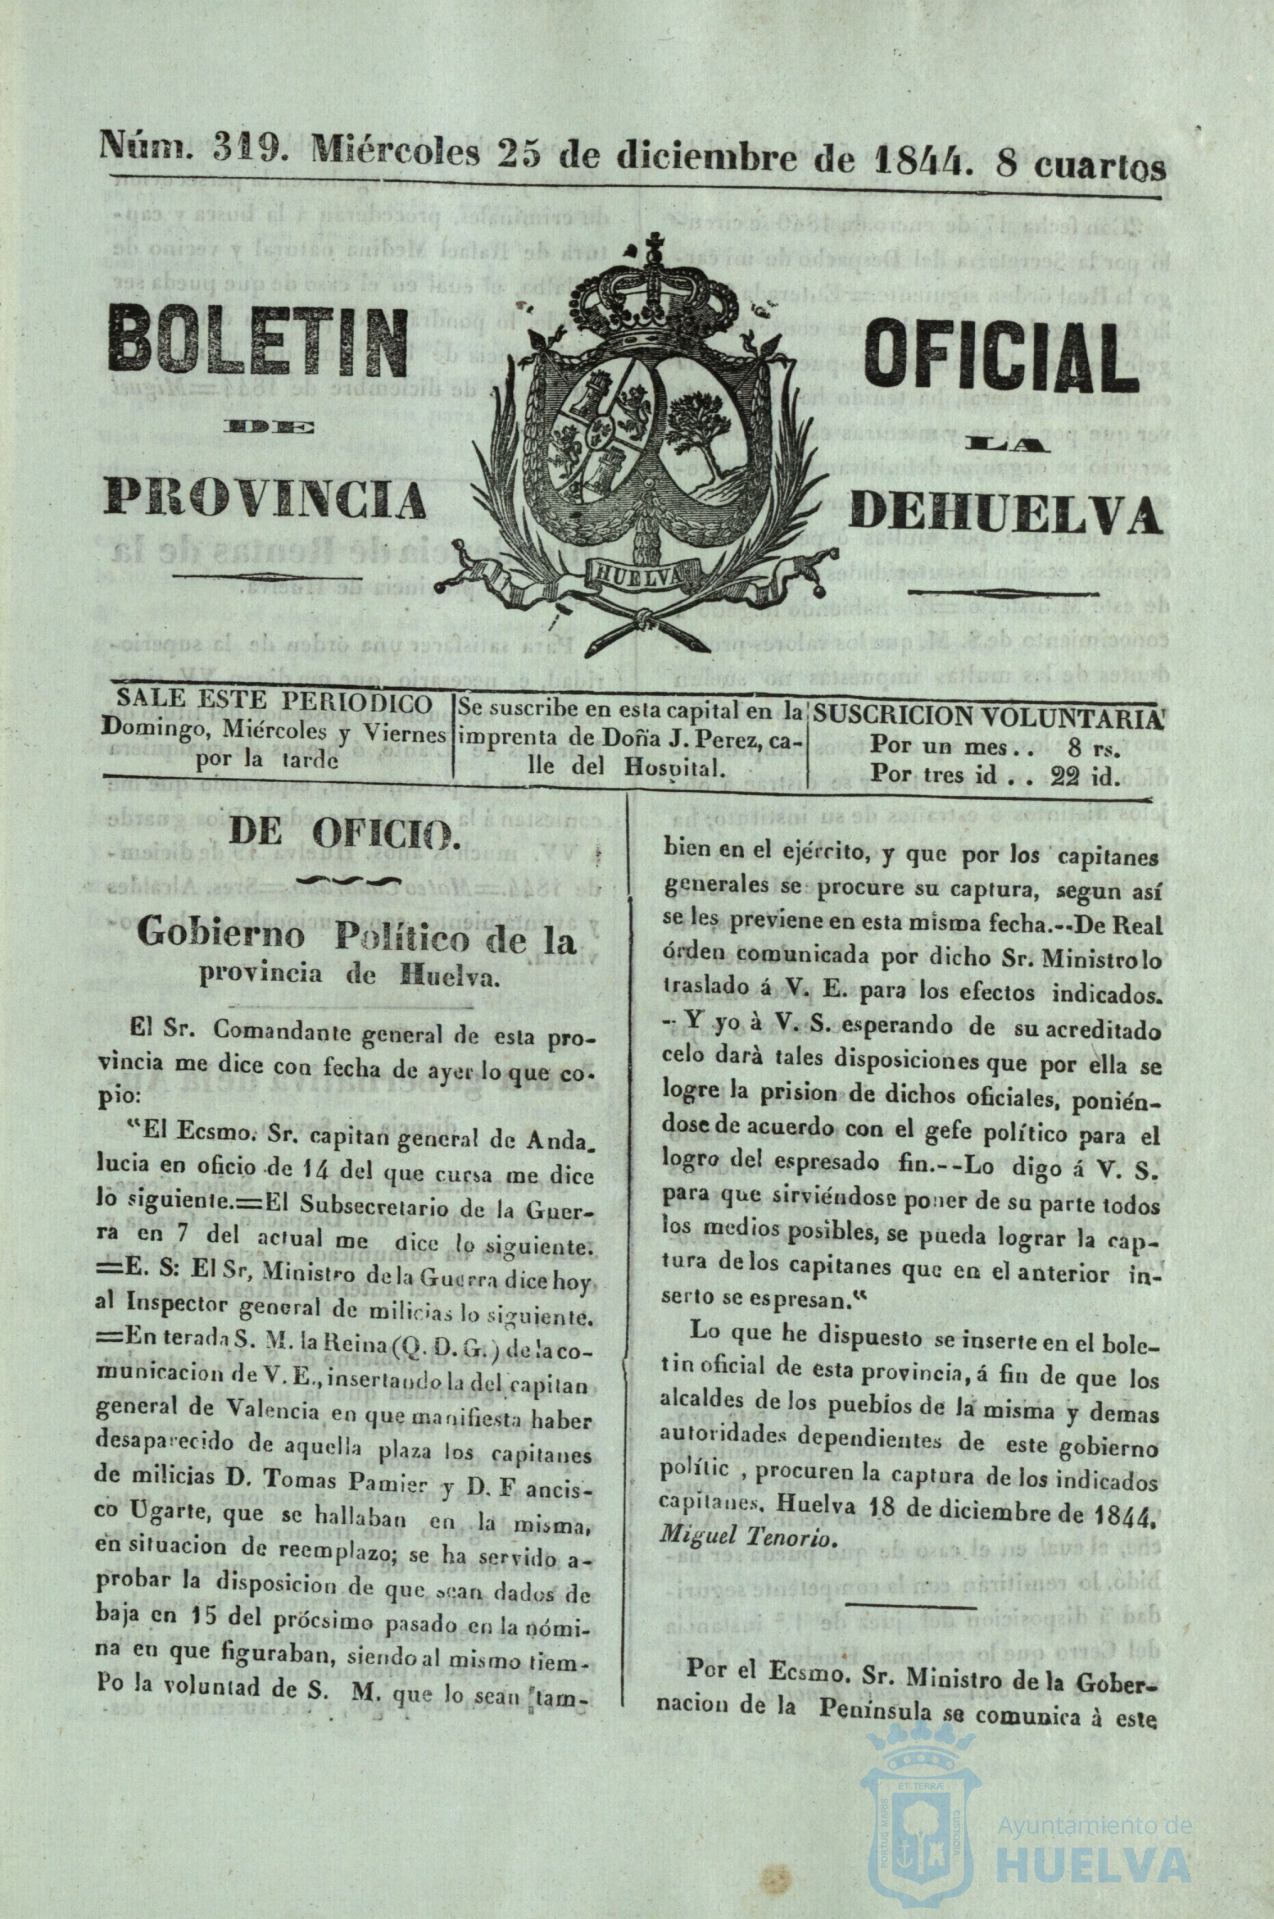 Núm. 319. Miércoles 25 de diciembre de 1844. 8 cuartos
BOLETIN OFICIAL
DE LA
PROVINCIA DEHUELVA
HUELVA
SALE ESTE PERIODICO
Domingo, Miércoles y Viernes
por la tarde
Se suscribe en esta capital en la
imprenta de Doña J. Perez, ca-
lle del Hospital.
SUSCRICION VOLUNTARIA
Por un mes.. 8 rs.
Por tres id . . 22 id.
DE OFICIO.
Gobierno Político de la
provincia de Huelva.
El Sr. Comandante general de esta pro-
vincia me dice con fecha de ayer lo que co-
pio:
“El Ecsmo. Sr. capitan general de Anda-
lucia en oficio de 14 del que cursa me dice
lo siguiente.=El Subsecretario de la Guer-
ra en 7 del actual me dice lo siguiente.
=E. S: El Sr, Ministro de la Guerra dice hoy
al Inspector general de milicias lo siguiente.
=En terada S. M. la Reina (Q. D. G.) de la co-
municacion de V. E., insertando la del capitan
general de Valencia en que manifiesta haber
desaparecido de aquella plaza los capitanes
de milicias D. Tomas Pamier y D. F ancis-
co Ugarte, que se hallaban en la misma,
en situacion de reemplazo; se ha servido a-
probar la disposicion de que sean dados de
baja en 15 del prócsimo pasado en la nómi-
na en que figuraban, siendo al mismo tiem-
Po la voluntad de S. M. que lo sean tam-
bien en el ejército, y que por los capitanes
generales se procure su captura, segun así
se les previene en esta misma fecha.--De Real
órden comunicada por dicho Sr. Ministro lo
traslado á V. E. para los efectos indicados.
--Y yo à V. S. esperando de su acreditado
celo darà tales disposiciones que por ella se
logre la prision de dichos oficiales, ponién-
dose de acuerdo con el gefe político para el
logro del espresado fin.--Lo digo á V. S.
para que sirviéndose poner de su parte todos
los medios posibles, se pueda lograr la cap-
tura de los capitanes que en el anterior in-
serto se espresan.“
Lo que he dispuesto se inserte en el bole-
tin oficial de esta provincia, á fin de que los
alcaldes de los pueblos de la misma y demas
autoridades dependientes de este gobierno
polític , procuren la captura de los indicados
capitanes. Huelva 18 de diciembre de 1844.
Miguel Tenorio.
Por el Ecsmo. Sr. Ministro de la Gober-
nacion de la Península se comunica à este
ET TERRÆ
PORTUS MARIS
CUSTODIA
Ayuntamiento de
HUELVA